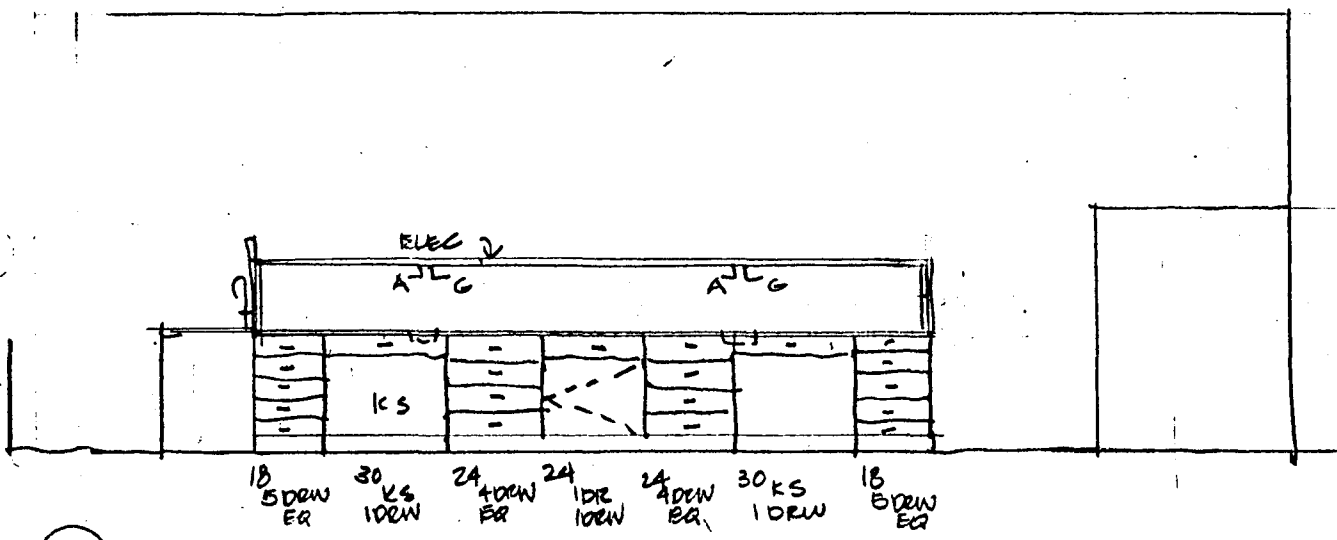 ELEC
A G A G
KS
18 30 24 24 24 30 18
5 DRW KS 4 DRW 1 DR 4 DRW KS 5 DRW
EQ 1 DRW EQ 1 DRW EQ. 1 DRW EQ